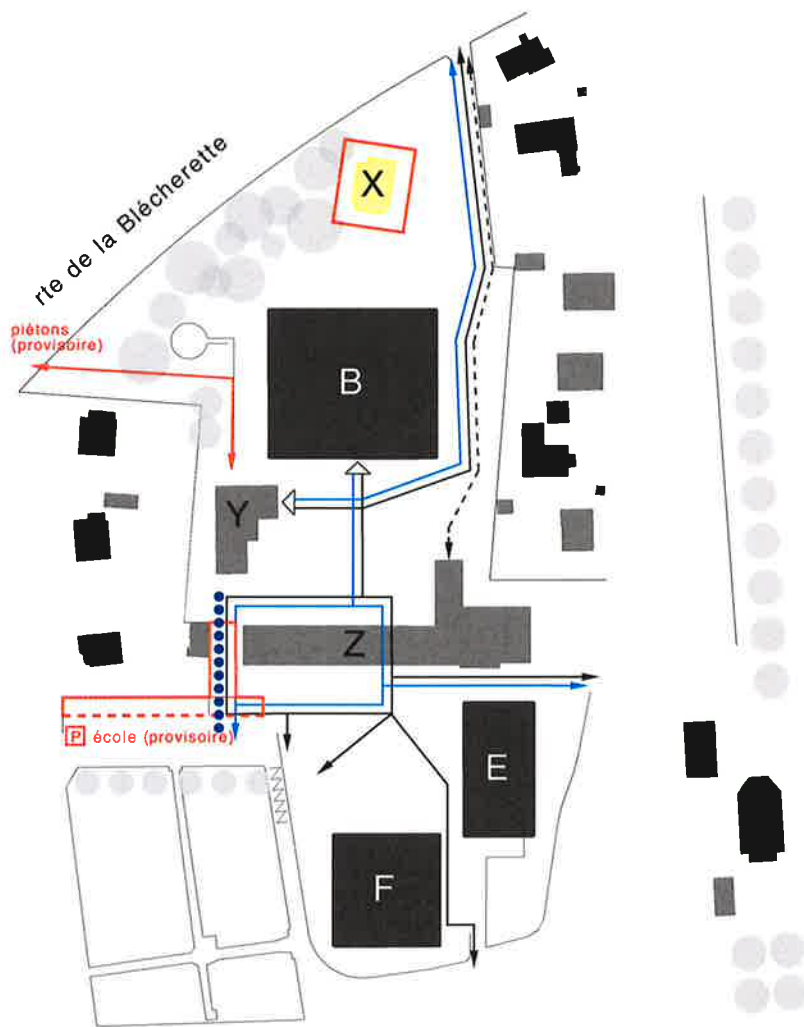 X
rte de la Blécherette
piétons
(provisoire)
B
Y
Z
P école (provisoire)
E
F